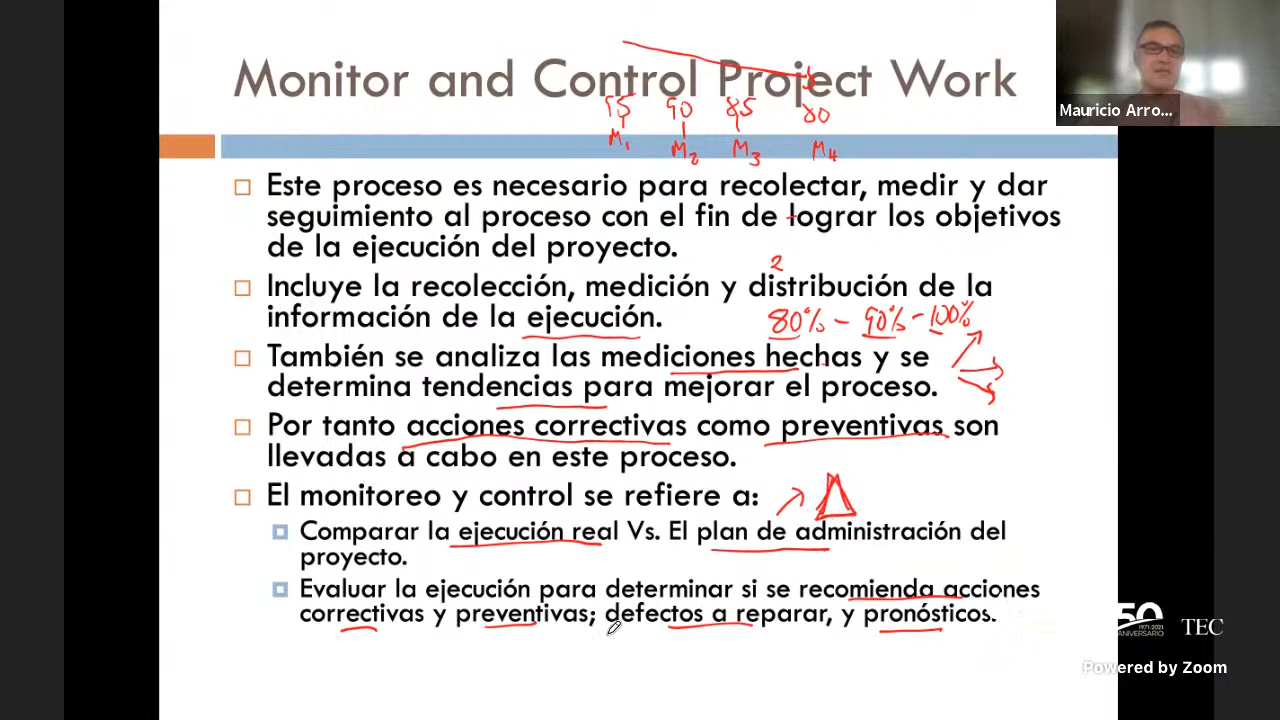 Monitor and Control Project Work
Mauricio Arro...
95 90 85 80
M1 M2 M3 M4
Este proceso es necesario para recolectar, medir y dar
seguimiento al proceso con el fin de lograr los objetivos
de la ejecución del proyecto.
2
Incluye la recolección, medición y distribución de la
información de la ejecución.
80% - 90% - 100%
También se analiza las mediciones hechas y se
determina tendencias para mejorar el proceso.
Por tanto acciones correctivas como preventivas son
llevadas a cabo en este proceso.
El monitoreo y control se refiere a:
Comparar la ejecución real Vs. El plan de administración del
proyecto.
Evaluar la ejecución para determinar si se recomienda acciones
correctivas y preventivas; defectos a reparar, y pronósticos.
50
1971-2021
ANIVERSARIO
TEC
Powered by Zoom